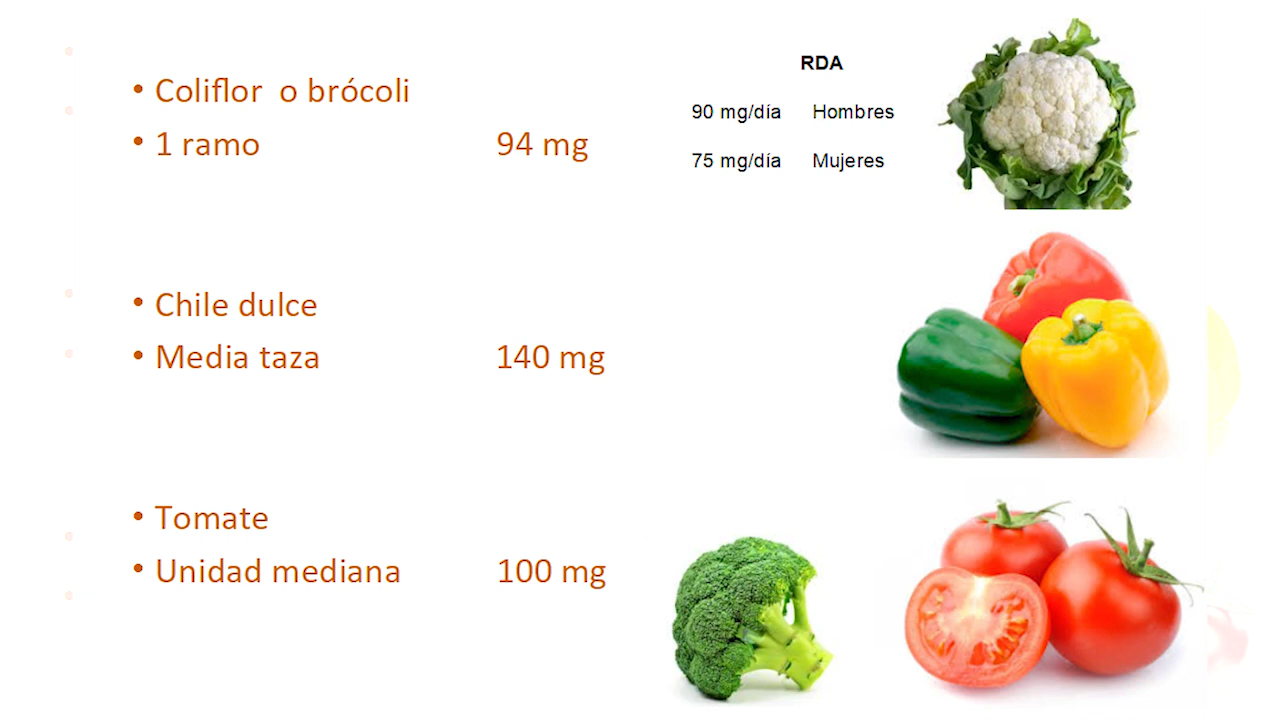 • Coliflor o brócoli
• 1 ramo 94 mg
RDA
90 mg/día Hombres
75 mg/día Mujeres
• Chile dulce
• Media taza 140 mg
• Tomate
• Unidad mediana 100 mg